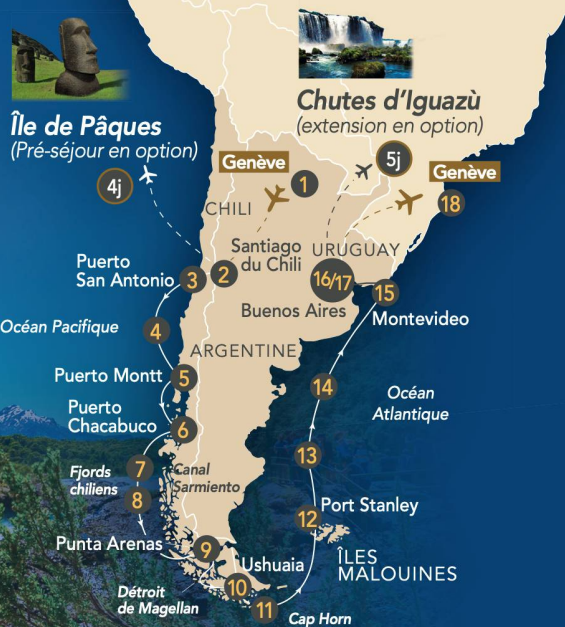 Île de Pâques
(Pré-séjour en option)
4j
Chutes d'Iguazù
(extension en option)
5j
Genève
1
Genève
18
CHILI
Santiago
du Chili
URUGUAY
Puerto
San Antonio
3
2
16/17
15
Buenos Aires
Montevideo
Océan Pacifique
4
ARGENTINE
Puerto Montt
5
14
Océan
Atlantique
Puerto
Chacabuco
6
Fjords
chiliens
7
8
Canal
Sarmiento
13
12
Port Stanley
Punta Arenas
9
Ushuaia
ÎLES
MALOUINES
Détroit
de Magellan
10
11
Cap Horn